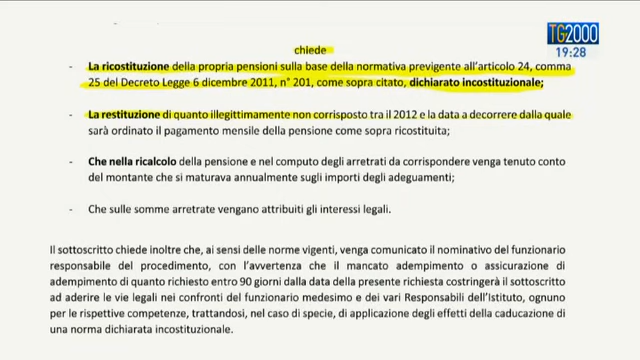 TG2000
19:28
chiede
- La ricostituzione della propria pensioni sulla base della normativa previgente all'articolo 24, comma
25 del Decreto Legge 6 dicembre 2011, n° 201, come sopra citato, dichiarato incostituzionale;
- La restituzione di quanto illegittimamente non corrisposto tra il 2012 e la data a decorrere dalla quale
sarà ordinato il pagamento mensile della pensione come sopra ricostituita;
- Che nella ricalcolo della pensione e nel computo degli arretrati da corrispondere venga tenuto conto
del montante che si maturava annualmente sugli importi degli adeguamenti;
- Che sulle somme arretrate vengano attribuiti gli interessi legali.
Il sottoscritto chiede inoltre che, ai sensi delle norme vigenti, venga comunicato il nominativo del funzionario
responsabile del procedimento, con l'avvertenza che il mancato adempimento o assicurazione di
adempimento di quanto richiesto entro 90 giorni dalla data della presente richiesta costringerà il sottoscritto
ad aderire le vie legali nei confronti del funzionario medesimo e dei vari Responsabili dell'Istituto, ognuno
per le rispettive competenze, trattandosi, nel caso di specie, di applicazione degli effetti della caducazione di
una norma dichiarata incostituzionale.